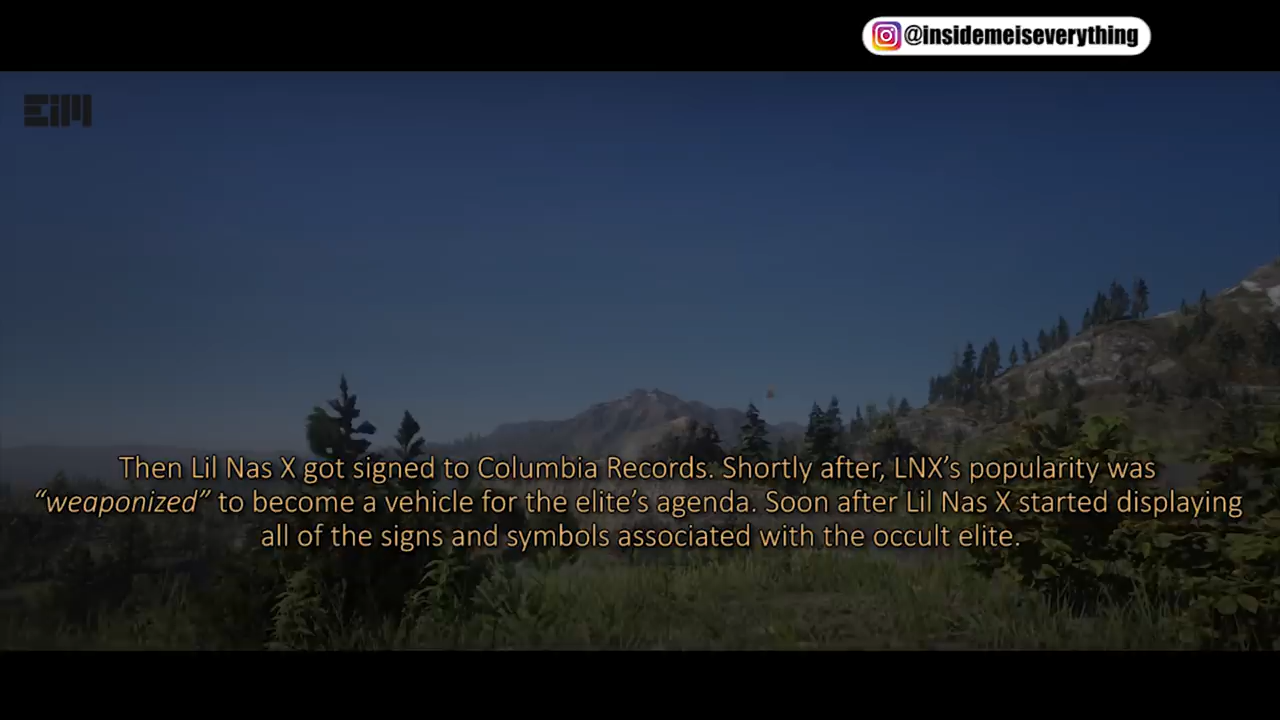 @insidemeiseverything
EiM
Then Lil Nas X got signed to Columbia Records. Shortly after, LNX’s popularity was
“weaponized” to become a vehicle for the elite’s agenda. Soon after Lil Nas X started displaying
all of the signs and symbols associated with the occult elite.